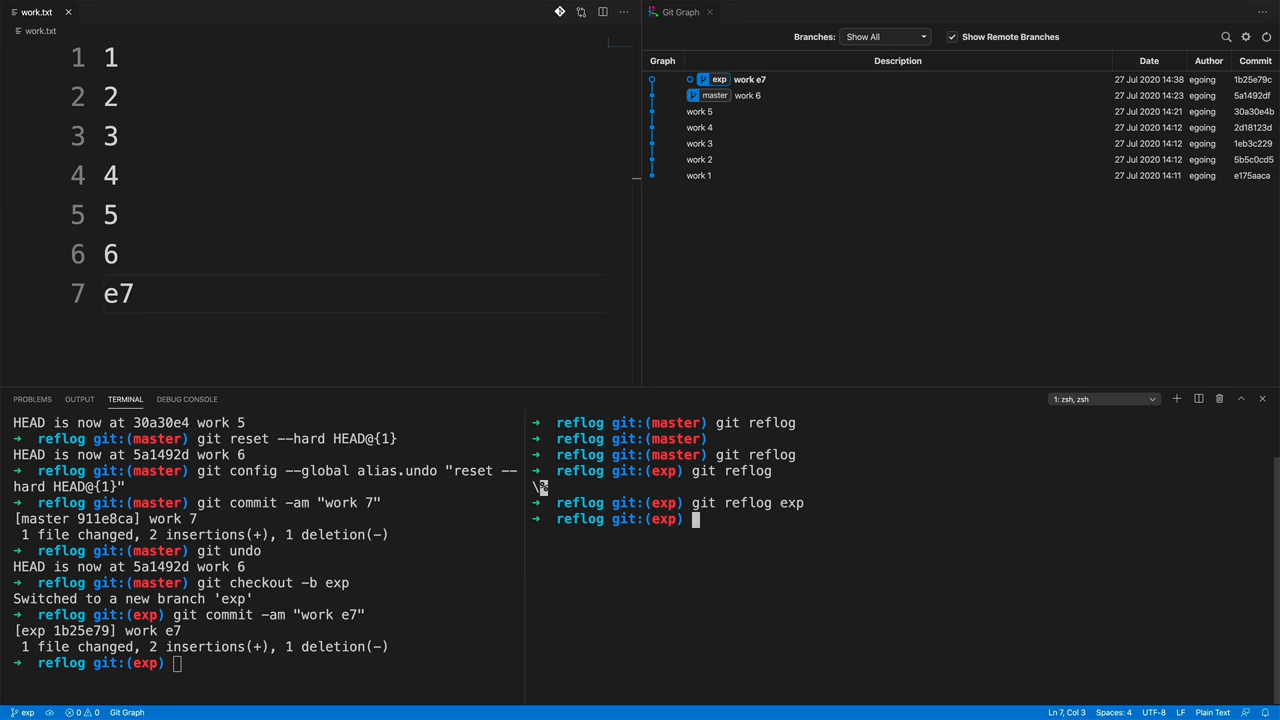 work.txt
work.txt
1 1
2 2
3 3
4 4
5 5
6 6
7 e7
Git Graph
Branches: Show All Show Remote Branches
Graph Description Date Author Commit
exp work e7 27 Jul 2020 14:38 egoing 1b25e79c
master work 6 27 Jul 2020 14:23 egoing 5a1492df
work 5 27 Jul 2020 14:21 egoing 30a30e4b
work 4 27 Jul 2020 14:12 egoing 2d18123d
work 3 27 Jul 2020 14:12 egoing 1eb3c229
work 2 27 Jul 2020 14:12 egoing 5b5c0cd5
work 1 27 Jul 2020 14:11 egoing e175aaca
PROBLEMS OUTPUT TERMINAL DEBUG CONSOLE 1: zsh, zsh
HEAD is now at 30a30e4 work 5
→ reflog git:(master) git reset --hard HEAD@{1}
HEAD is now at 5a1492d work 6
→ reflog git:(master) git config --global alias.undo "reset --
hard HEAD@{1}"
→ reflog git:(master) git commit -am "work 7"
[master 911e8ca] work 7
1 file changed, 2 insertions(+), 1 deletion(-)
→ reflog git:(master) git undo
HEAD is now at 5a1492d work 6
→ reflog git:(master) git checkout -b exp
Switched to a new branch 'exp'
→ reflog git:(exp) git commit -am "work e7"
[exp 1b25e79] work e7
1 file changed, 2 insertions(+), 1 deletion(-)
→ reflog git:(exp)
→ reflog git:(master) git reflog
→ reflog git:(master)
→ reflog git:(master) git reflog
→ reflog git:(exp) git reflog
\%
→ reflog git:(exp) git reflog exp
→ reflog git:(exp)
exp 0 0 Git Graph Ln 7, Col 3 Spaces: 4 UTF-8 LF Plain Text